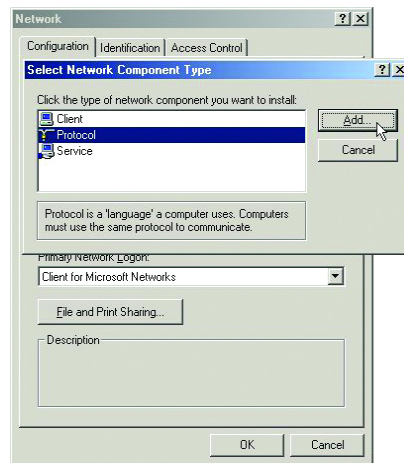 Network
Configuration Identification Access Control
Select Network Component Type
Click the type of network component you want to install:
Client
Protocol
Service
Add...
Cancel
Protocol is a 'language' a computer uses. Computers
must use the same protocol to communicate.
Primary Network Logon:
Client for Microsoft Networks
File and Print Sharing...
Description
OK Cancel